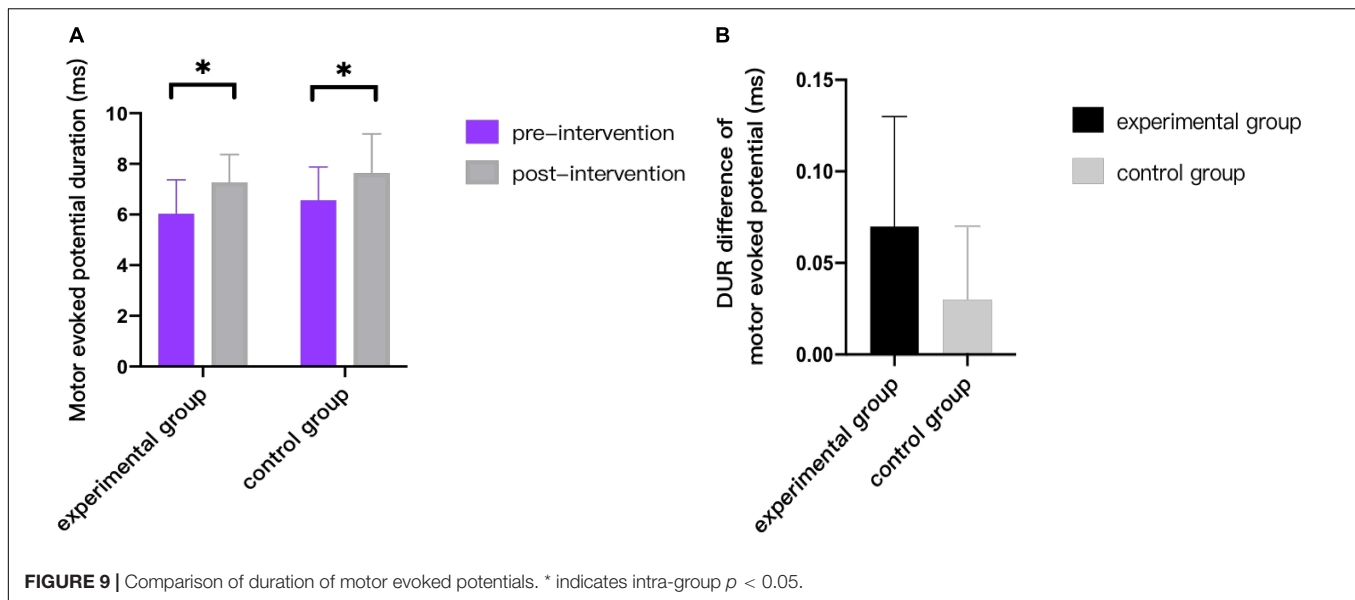 A
Motor evoked potential duration (ms)
10
8
6
4
2
0
*
*
experimental group
control group
pre-intervention
post-intervention
B
DUR difference of
motor evoked potential (ms)
0.15
0.10
0.05
0.00
experimental group
control group
experimental group
control group
FIGURE 9 | Comparison of duration of motor evoked potentials. * indicates intra-group p < 0.05.